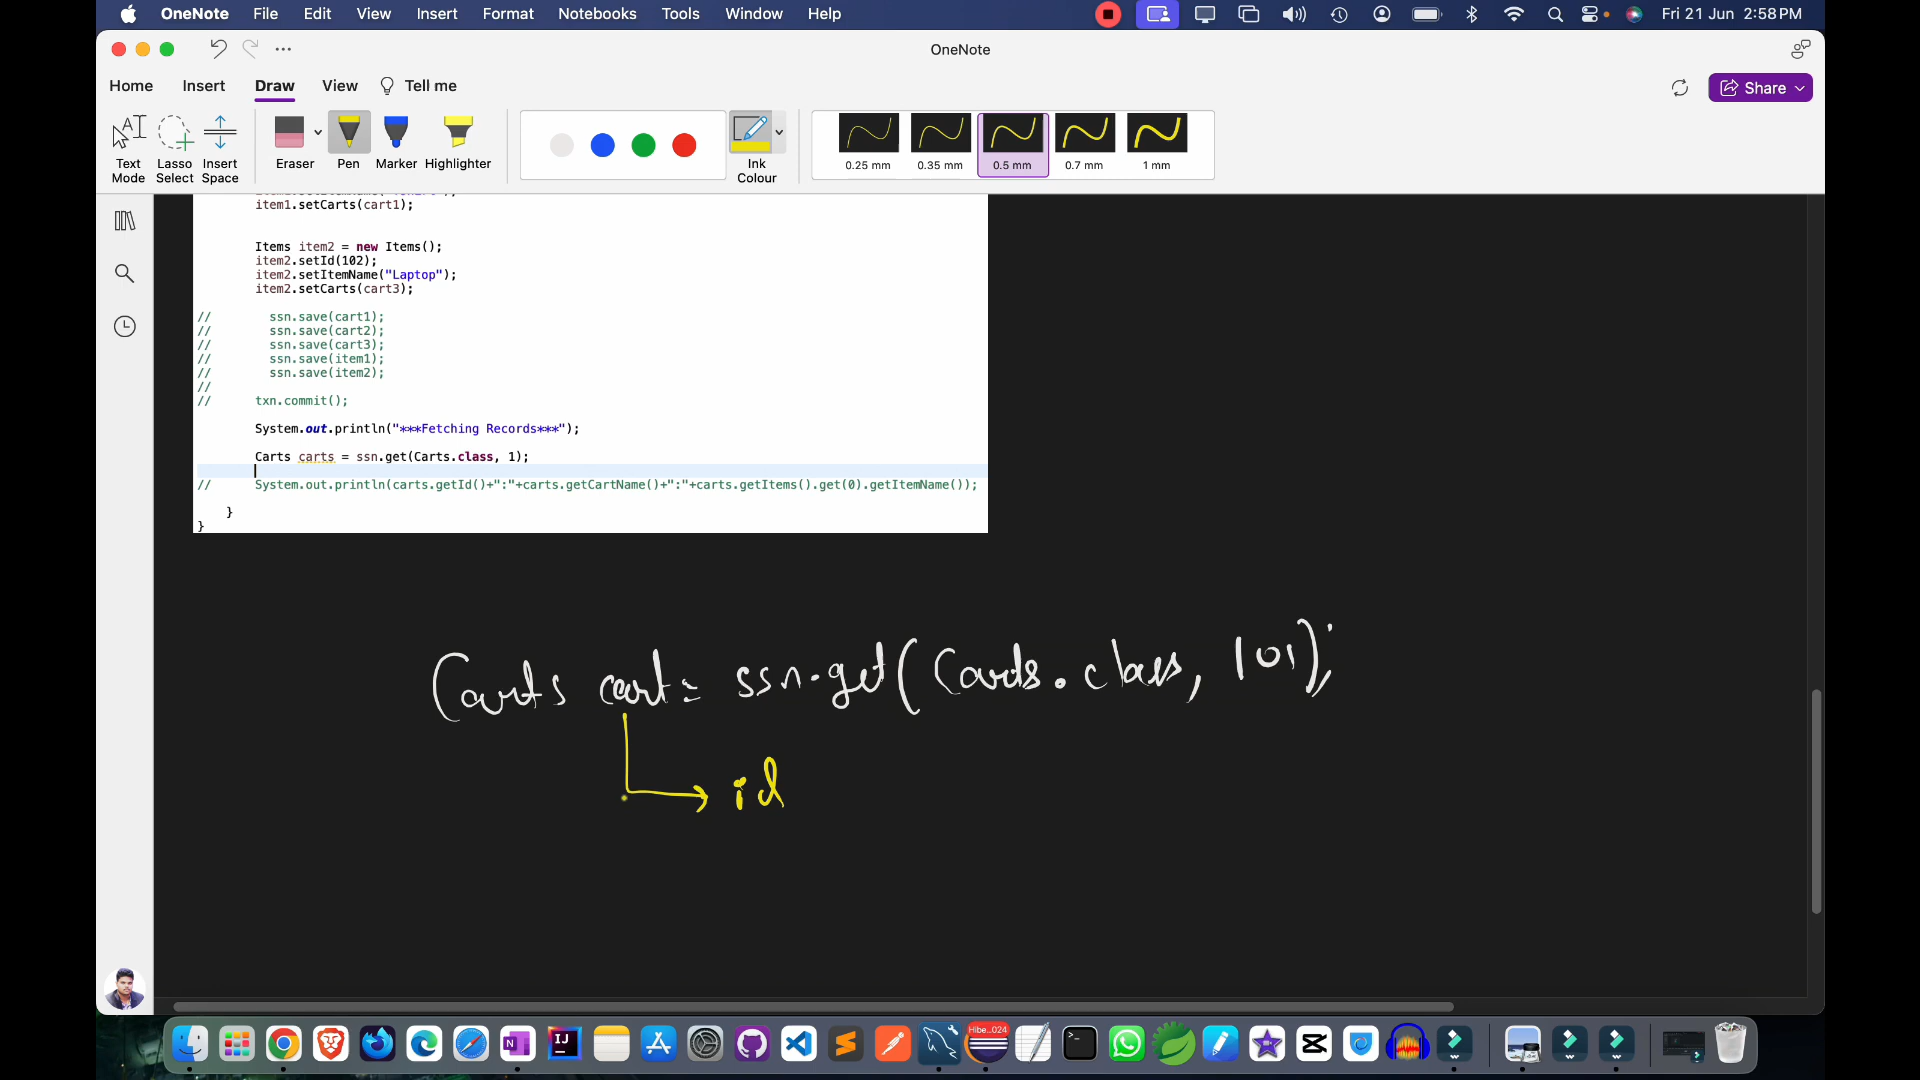 OneNote File Edit View Insert Format Notebooks Tools Window Help Fri 21 Jun 2:58 PM
OneNote
Home Insert Draw View Tell me Share
Text Mode Lasso Select Insert Space Eraser Pen Marker Highlighter Ink Colour 0.25 mm 0.35 mm 0.5 mm 0.7 mm 1 mm
item1.setCarts(cart1);
Items item2 = new Items();
item2.setId(102);
item2.setItemName("Laptop");
item2.setCarts(cart3);
// ssn.save(cart1);
// ssn.save(cart2);
// ssn.save(cart3);
// ssn.save(item1);
// ssn.save(item2);
//
// txn.commit();
System.out.println("***Fetching Records***");
Carts carts = ssn.get(Carts.class, 1);
// System.out.println(carts.getId()+":"+carts.getCartName()+":"+carts.getItems().get(0).getItemName());
}
}
Carts cart = ssn.get(Carts.class, 101);
id
Hibe..024